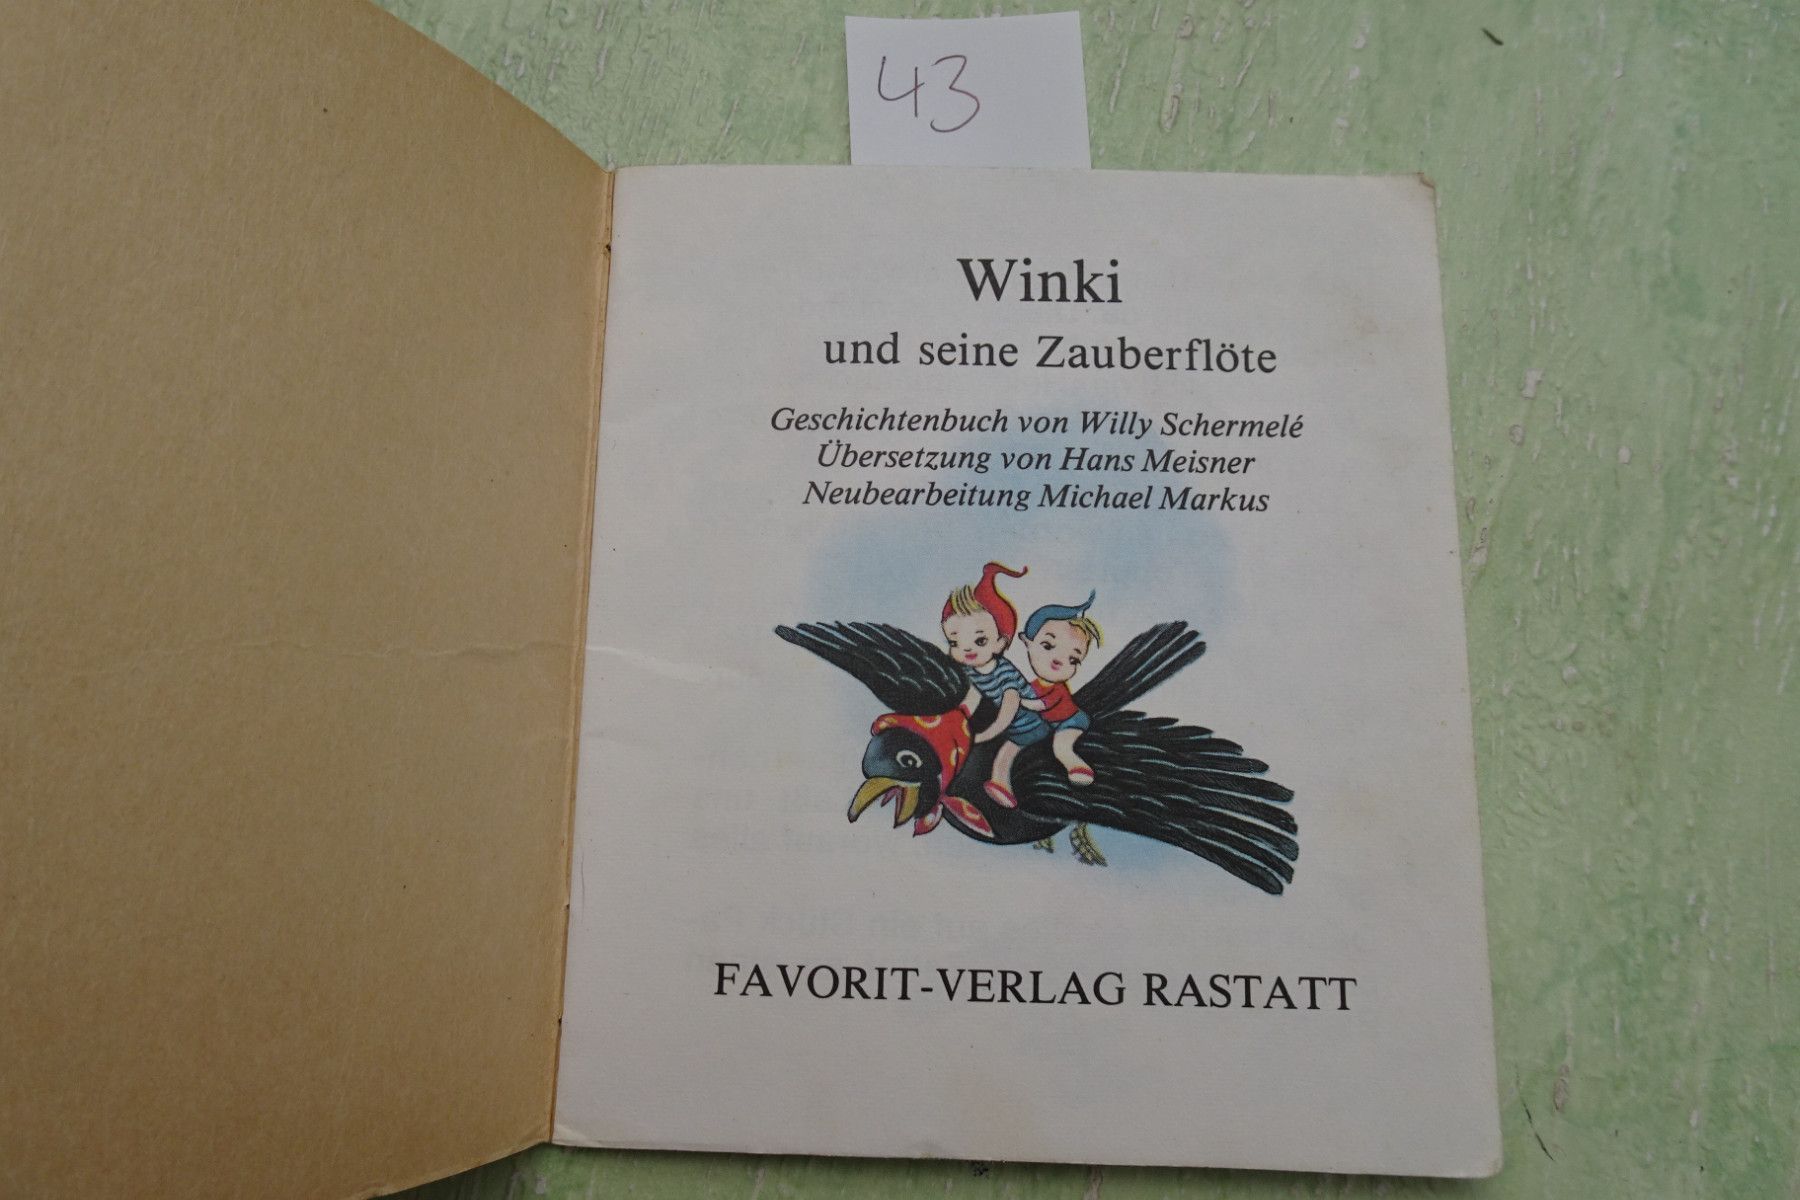 43
Winki
und seine Zauberflöte
Geschichtenbuch von Willy Schermelé
Übersetzung von Hans Meisner
Neubearbeitung Michael Markus
FAVORIT-VERLAG RASTATT